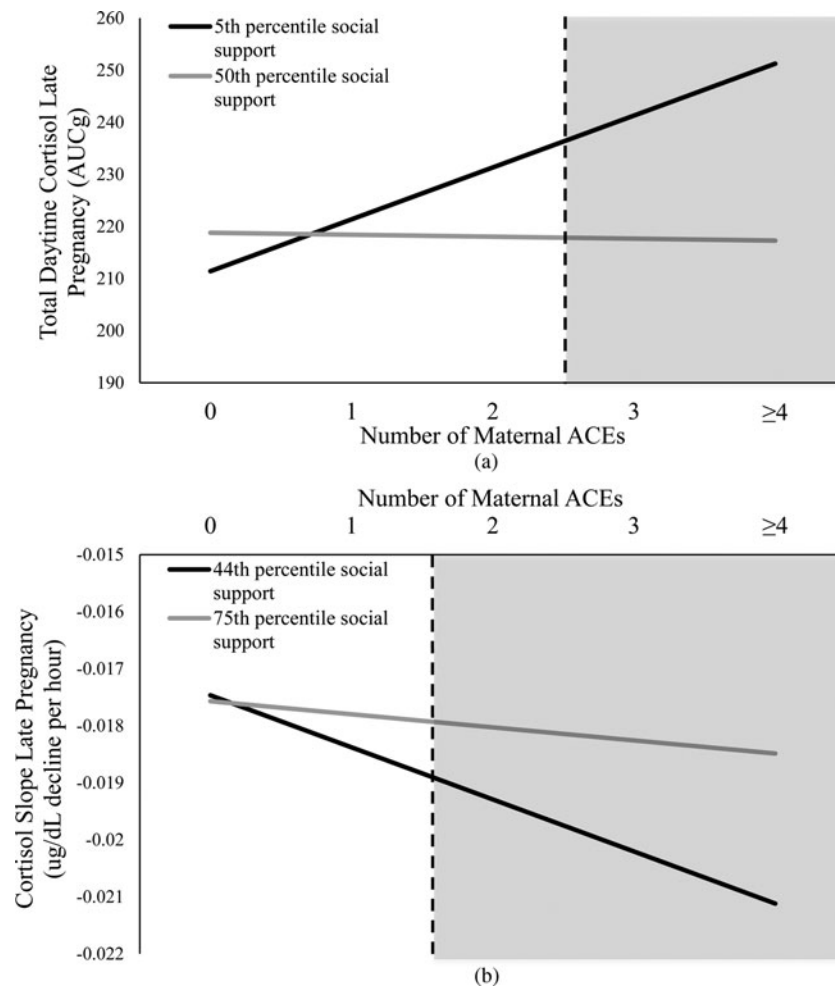 260
250
240
230
220
210
200
190
Total Daytime Cortisol Late
Pregnancy (AUCg)
5th percentile social
support
50th percentile social
support
0 1 2 3 ≥4
Number of Maternal ACEs
(a)
Number of Maternal ACEs
0 1 2 3 ≥4
-0.015
-0.016
-0.017
-0.018
-0.019
-0.02
-0.021
-0.022
Cortisol Slope Late Pregnancy
(ug/dL decline per hour)
44th percentile social
support
75th percentile social
support
(b)